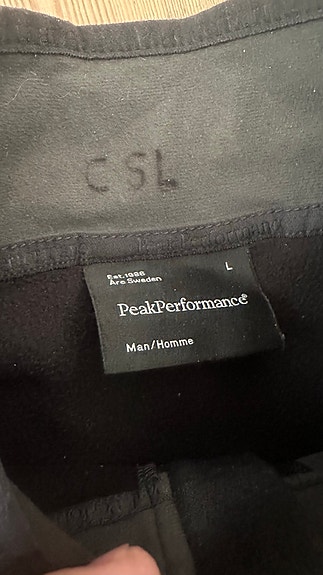 CSL
Est.1986
Åre Sweden
L
PeakPerformance®
Man/Homme